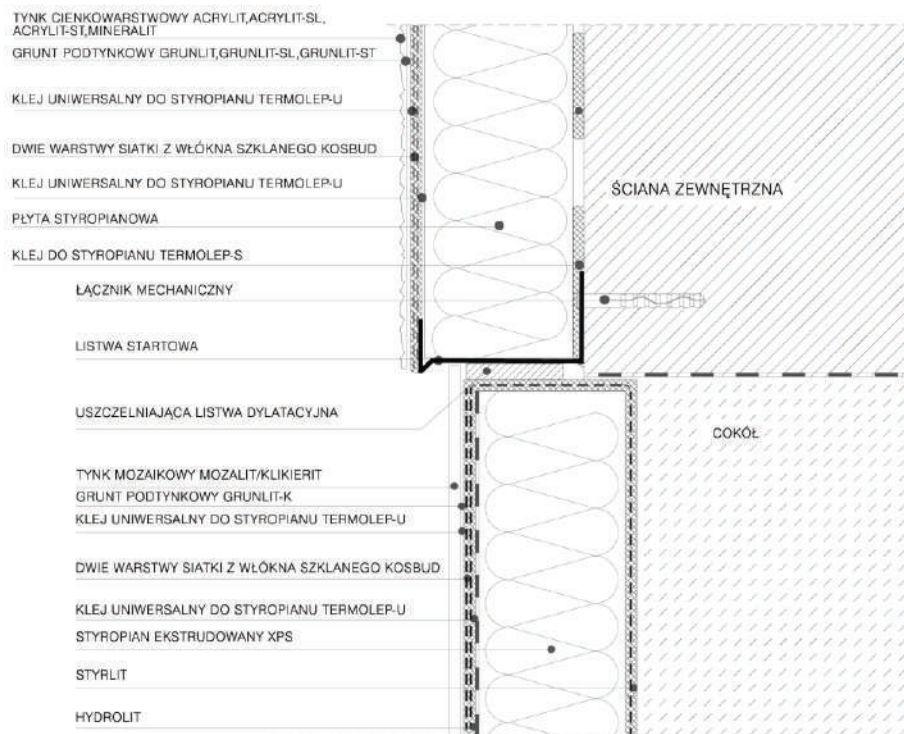 TYNK CIENKOWARSTWOWY ACRYLIT,ACRYLIT-SL,
ACRYLIT-ST,MINERALIT
GRUNT PODTYNKOWY GRUNLIT,GRUNLIT-SL,GRUNLIT-ST
KLEJ UNIWERSALNY DO STYROPIANU TERMOLEP-U
DWIE WARSTWY SIATKI Z WŁÓKNA SZKLANEGO KOSBUD
KLEJ UNIWERSALNY DO STYROPIANU TERMOLEP-U
PŁYTA STYROPIANOWA
KLEJ DO STYROPIANU TERMOLEP-S
ŁĄCZNIK MECHANICZNY
LISTWA STARTOWA
USZCZELNIAJĄCA LISTWA DYLATACYJNA
TYNK MOZAIKOWY MOZALIT/KLIKIERIT
GRUNT PODTYNKOWY GRUNLIT-K
KLEJ UNIWERSALNY DO STYROPIANU TERMOLEP-U
DWIE WARSTWY SIATKI Z WŁÓKNA SZKLANEGO KOSBUD
KLEJ UNIWERSALNY DO STYROPIANU TERMOLEP-U
STYROPIAN EKSTRUDOWANY XPS
STYRLIT
HYDROLIT
ŚCIANA ZEWNĘTRZNA
COKÓŁ